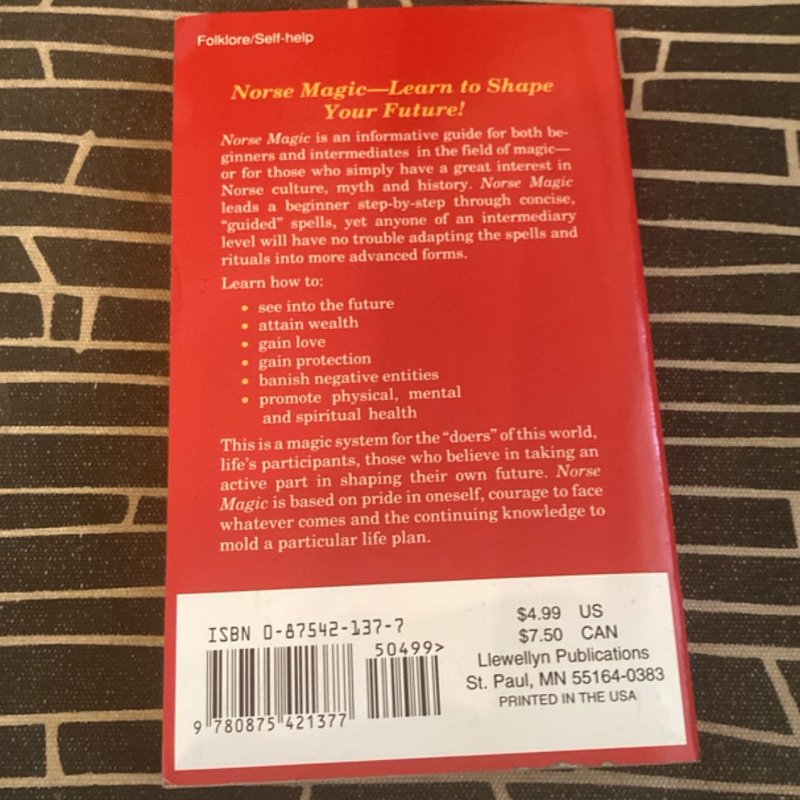 Folklore/Self-help
Norse Magic—Learn to Shape
Your Future!
Norse Magic is an informative guide for both be-
ginners and intermediates in the field of magic—
or for those who simply have a great interest in
Norse culture, myth and history. Norse Magic
leads a beginner step-by-step through concise,
"guided" spells, yet anyone of an intermediary
level will have no trouble adapting the spells and
rituals into more advanced forms.
Learn how to:
• see into the future
• attain wealth
• gain love
• gain protection
• banish negative entities
• promote physical, mental
and spiritual health
This is a magic system for the "doers" of this world,
life's participants, those who believe in taking an
active part in shaping their own future. Norse
Magic is based on pride in oneself, courage to face
whatever comes and the continuing knowledge to
mold a particular life plan.
ISBN 0-87542-137-7
50499>
9 780875 421377
$4.99 US
$7.50 CAN
Llewellyn Publications
St. Paul, MN 55164-0383
PRINTED IN THE USA